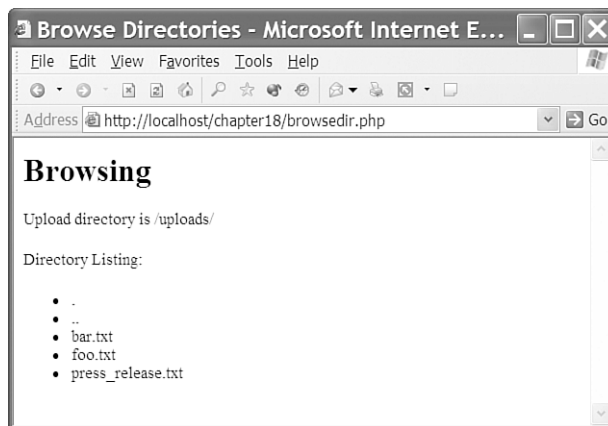 Browse Directories - Microsoft Internet E...
File Edit View Favorites Tools Help
Address http://localhost/chapter18/browsedir.php Go
Browsing
Upload directory is /uploads/
Directory Listing:
• .
• ..
• bar.txt
• foo.txt
• press_release.txt